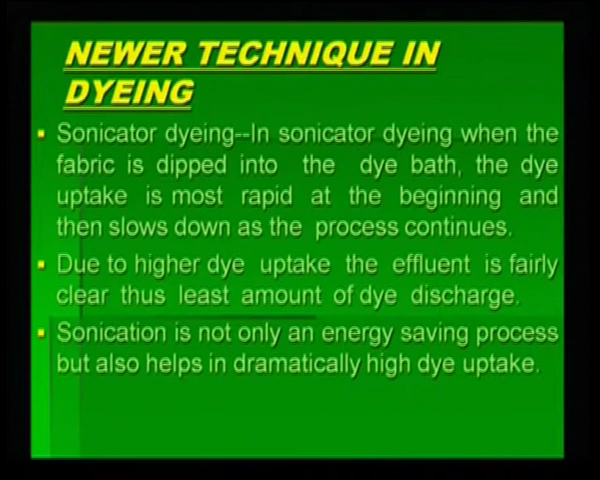 NEWER TECHNIQUE IN
DYEING
Sonicator dyeing--In sonicator dyeing when the
fabric is dipped into the dye bath, the dye
uptake is most rapid at the beginning and
then slows down as the process continues.
Due to higher dye uptake the effluent is fairly
clear thus least amount of dye discharge.
Sonication is not only an energy saving process
but also helps in dramatically high dye uptake.